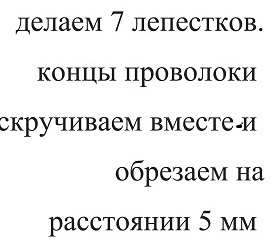 делаем 7 лепестков.
концы проволоки
скручиваем вместе и
обрезаем на
расстоянии 5 мм